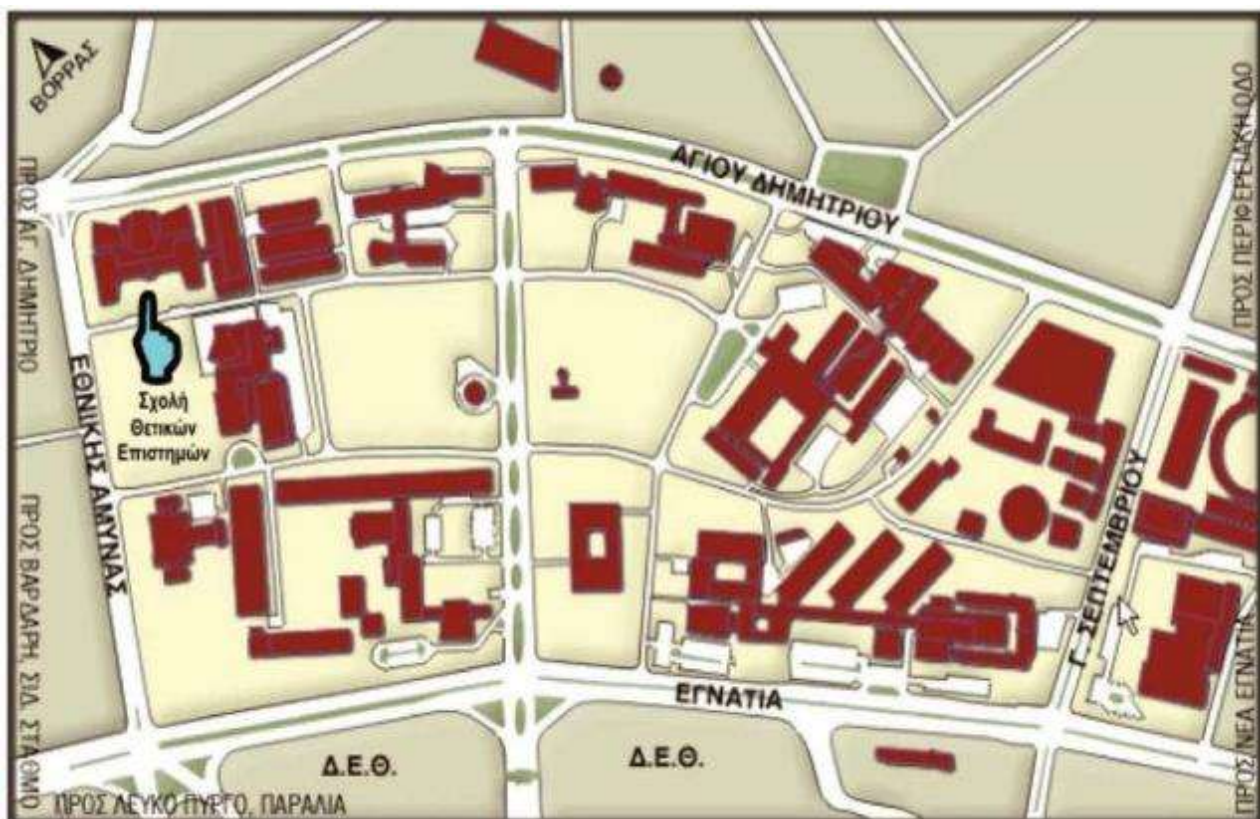 ΒΟΡΡΑΣ
ΠΡΟΣ ΑΓ. ΔΗΜΗΤΡΙΟ
ΑΓΙΟΥ ΔΗΜΗΤΡΙΟΥ
ΠΡΟΣ ΠΕΡΙΦΕΡΕΙΑΚΗ ΟΔΟ
ΕΘΝΙΚΗΣ ΑΜΥΝΑΣ
Σχολή
Θετικών
Επιστημών
ΠΡΟΣ ΒΑΡΔΑΡΗ, ΣΙΔ. ΣΤΑΘΜΟ
Γ' ΣΕΠΤΕΜΒΡΙΟΥ
ΕΓΝΑΤΙΑ
ΠΡΟΣ ΝΕΑ ΕΓΝΑΤΙΑ
Δ.Ε.Θ.
Δ.Ε.Θ.
ΠΡΟΣ ΛΕΥΚΟ ΠΥΡΓΟ, ΠΑΡΑΛΙΑ